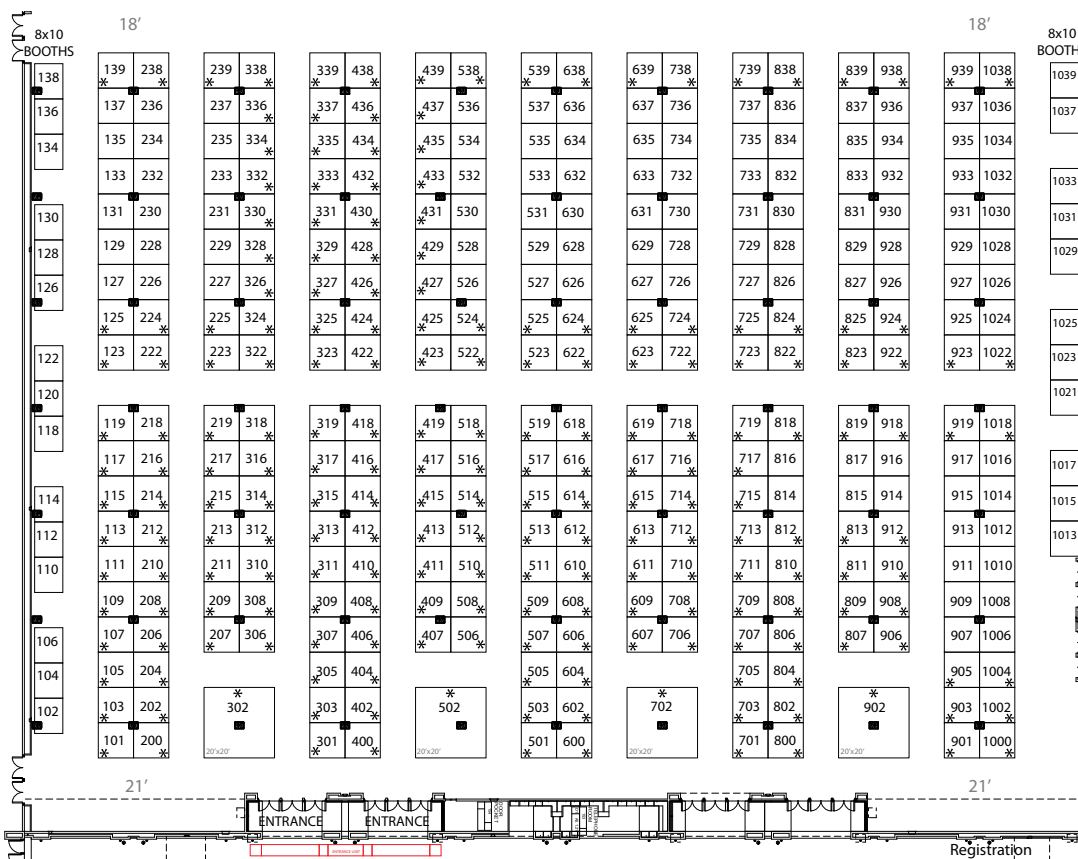 18’ 18’
8x10 8x10
BOOTHS BOOTH
139 238 239 338 339 438 439 538 539 638 639 738 739 838 839 938 939 1038
138 1039
137 236 237 336 337 436 437 536 537 636 637 736 737 836 837 936 937 1036
136 1037
135 234 235 334 335 434 435 534 535 634 635 734 735 834 835 934 935 1034
134
133 232 233 332 333 432 433 532 533 632 633 732 733 832 833 932 933 1032
1033
131 230 231 330 331 430 431 530 531 630 631 730 731 830 831 930 931 1030
130 1031
129 228 229 328 329 428 429 528 529 628 629 728 729 828 829 928 929 1028
128 1029
127 226 227 326 327 426 427 526 527 626 627 726 727 826 827 926 927 1026
126
125 224 225 324 325 424 425 524 525 624 625 724 725 824 825 924 925 1024
1025
123 222 223 322 323 422 423 522 523 622 623 722 723 822 823 922 923 1022
122 1023
120 1021
119 218 219 318 319 418 419 518 519 618 619 718 719 818 819 918 919 1018
118
117 216 217 316 317 416 417 516 517 616 617 716 717 816 817 916 917 1016
1017
115 214 215 314 315 414 415 514 515 614 615 714 715 814 815 914 915 1014
114 1015
113 212 213 312 313 412 413 512 513 612 613 712 713 812 813 912 913 1012
112 1013
111 210 211 310 311 410 411 510 511 610 611 710 711 810 811 910 911 1010
110
109 208 209 308 309 408 409 508 509 608 609 708 709 808 809 908 909 1008
107 206 207 306 307 406 407 506 507 606 607 706 707 806 807 906 907 1006
106
105 204 305 404 505 604 705 804 905 1004
104
103 202 302 303 402 502 503 602 702 703 802 902 903 1002
102
101 200 301 400 501 600 701 800 901 1000
20'x20' 20'x20' 20'x20' 20'x20'
21’ 21’
ENTRANCE ENTRANCE
Registration